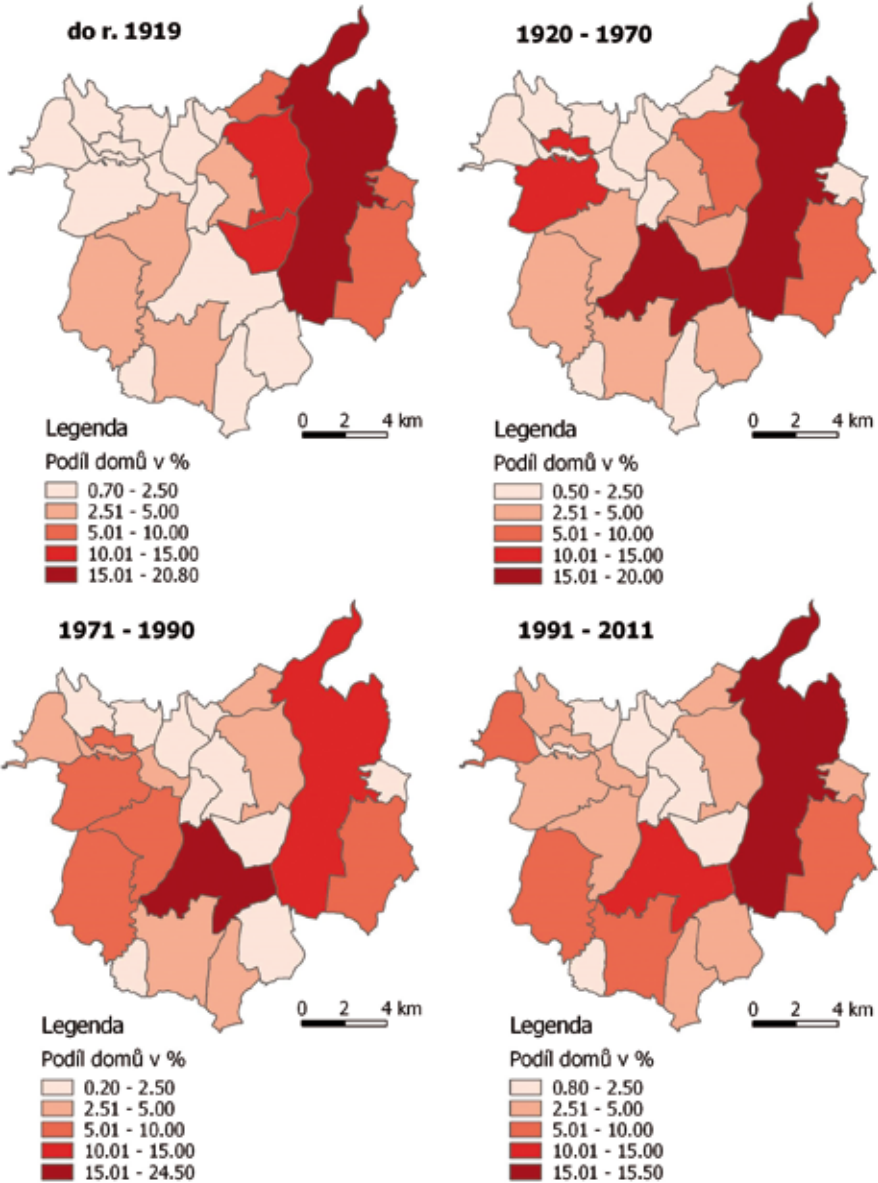 do r. 1919
Legenda
Podíl domů v %
0.70 - 2.50
2.51 - 5.00
5.01 - 10.00
10.01 - 15.00
15.01 - 20.80
0 2 4 km
1920 - 1970
Legenda
Podíl domů v %
0.50 - 2.50
2.51 - 5.00
5.01 - 10.00
10.01 - 15.00
15.01 - 20.00
0 2 4 km
1971 - 1990
Legenda
Podíl domů v %
0.20 - 2.50
2.51 - 5.00
5.01 - 10.00
10.01 - 15.00
15.01 - 24.50
0 2 4 km
1991 - 2011
Legenda
Podíl domů v %
0.80 - 2.50
2.51 - 5.00
5.01 - 10.00
10.01 - 15.00
15.01 - 15.50
0 2 4 km